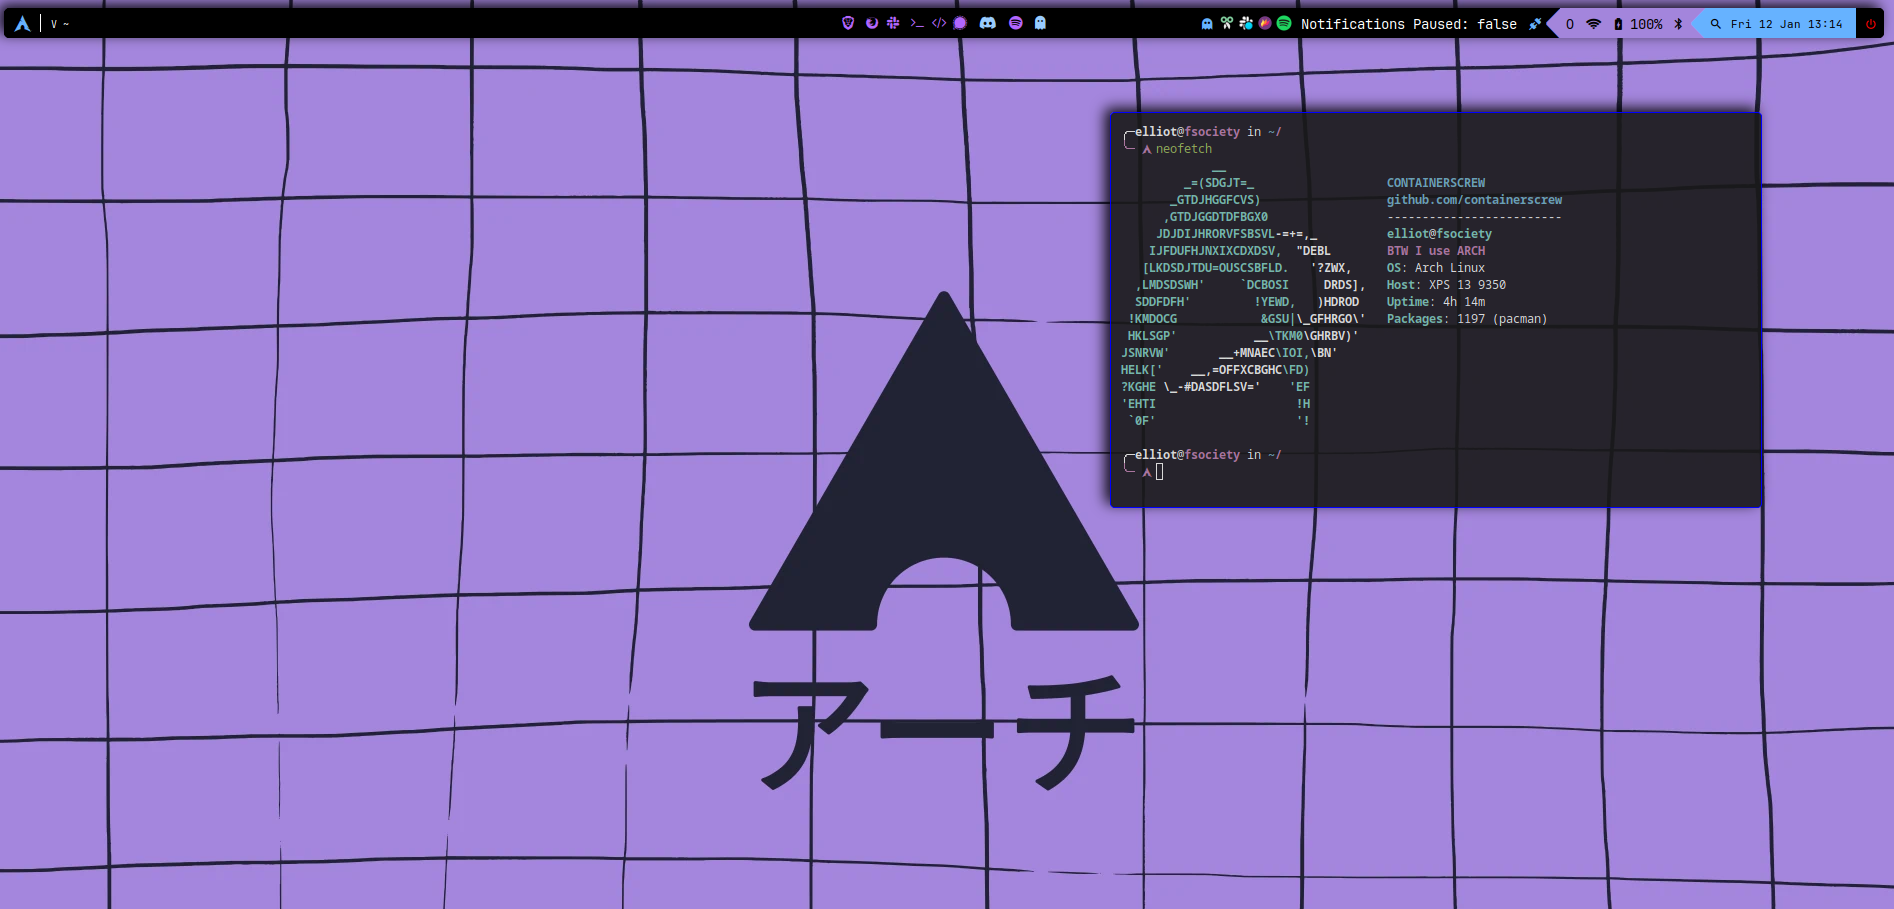 V ~
>_ </>
Notifications Paused: false
0
100%
Fri 12 Jan 13:14
elliot@fsociety in ~/
neofetch
__
_=(SDGJT=_
_GTDJHGGFCVS)
,GTDJGGDTDFBGX0
JDJDIJHRORVFSBSVL-=+=,_
IJFDUFHJNXIXCDXDSV, "DEBL
[LKDSDJTDU=OUSCSBFLD. '?ZWX,
,LMDSDSWH' `DCBOSI DRDS],
SDDFDFH' !YEWD, )HDROD
!KMDOCG &GSU|\_GFHRGO\'
HKLSGP' __\TKM0\GHRBV)'
JSNRVW' __+MNAEC\IOI,\BN'
HELK[' __,=OFFXCBGHC\FD)
?KGHE \_-#DASDFLSV=' 'EF
'EHTI !H
`0F' '!
CONTAINERSCREW
github.com/containerscrew
-------------------------
elliot@fsociety
BTW I use ARCH
OS: Arch Linux
Host: XPS 13 9350
Uptime: 4h 14m
Packages: 1197 (pacman)
elliot@fsociety in ~/
アーチ